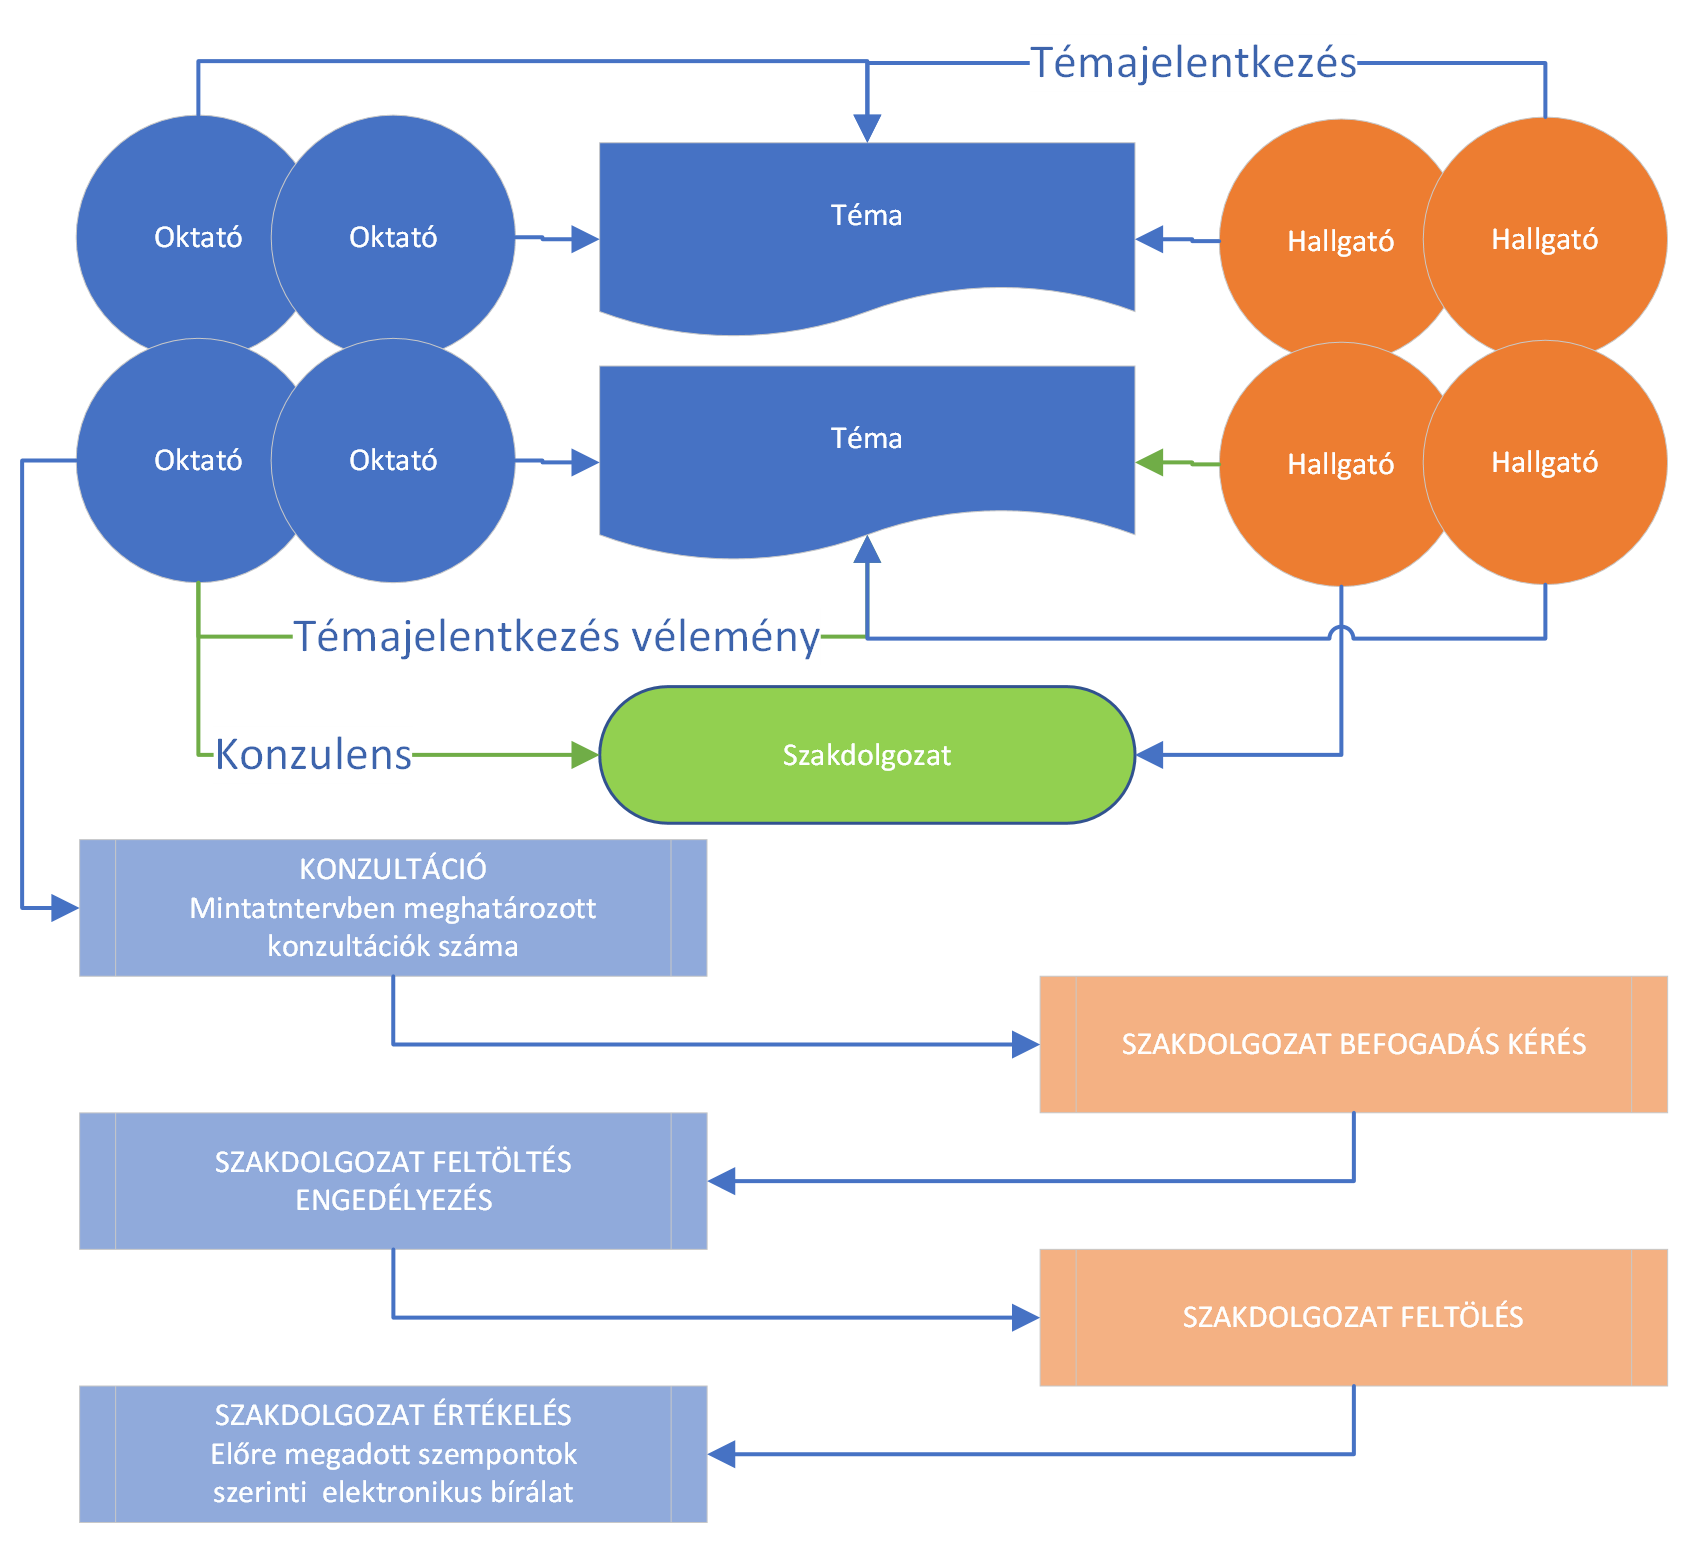 Témajelentkezés
Oktató
Oktató
Téma
Hallgató
Hallgató
Oktató
Oktató
Téma
Hallgató
Hallgató
Témajelentkezés vélemény
Konzulens
Szakdolgozat
KONZULTÁCIÓ
Mintatntervben meghatározott
konzultációk száma
SZAKDOLGOZAT BEFOGADÁS KÉRÉS
SZAKDOLGOZAT FELTÖLTÉS
ENGEDÉLYEZÉS
SZAKDOLGOZAT FELTÖLÉS
SZAKDOLGOZAT ÉRTÉKELÉS
Előre megadott szempontok
szerinti  elektronikus bírálat